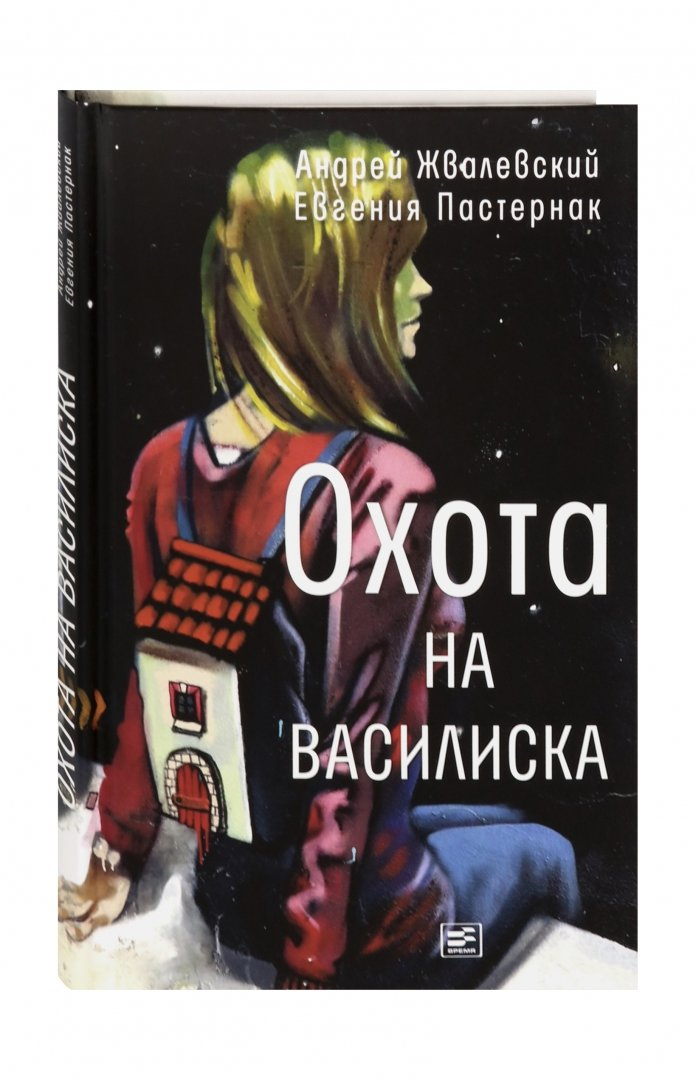 Андрей Жвалевский
Евгения Пастернак
Охота
НА
ВАСИЛИСКА
ВРЕМЯ
Андрей Жвалевский
Евгения Пастернак
ОХОТА НА ВАСИЛИСКА